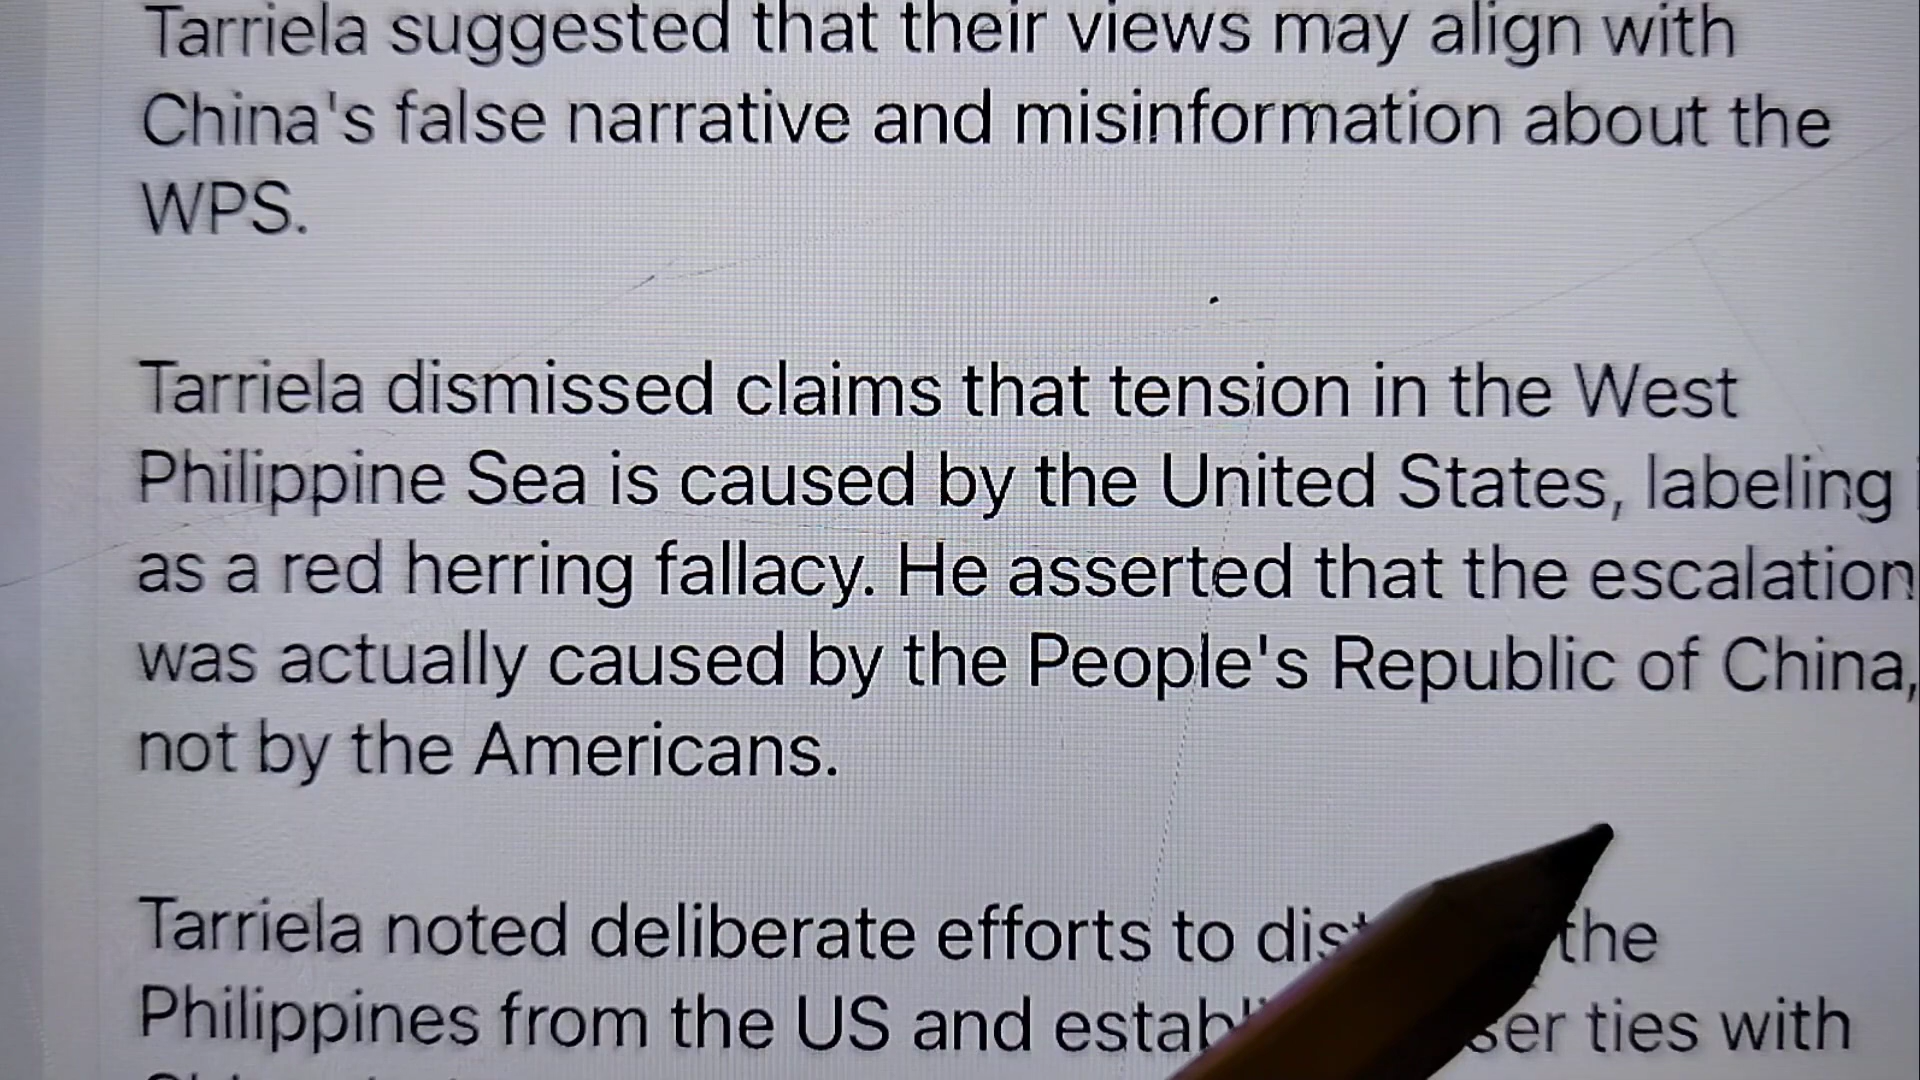 Tarriela suggested that their views may align with
China's false narrative and misinformation about the
WPS.
Tarriela dismissed claims that tension in the West
Philippine Sea is caused by the United States, labeling
as a red herring fallacy. He asserted that the escalation
was actually caused by the People's Republic of China,
not by the Americans.
Tarriela noted deliberate efforts to the
Philippines from the US and ties with